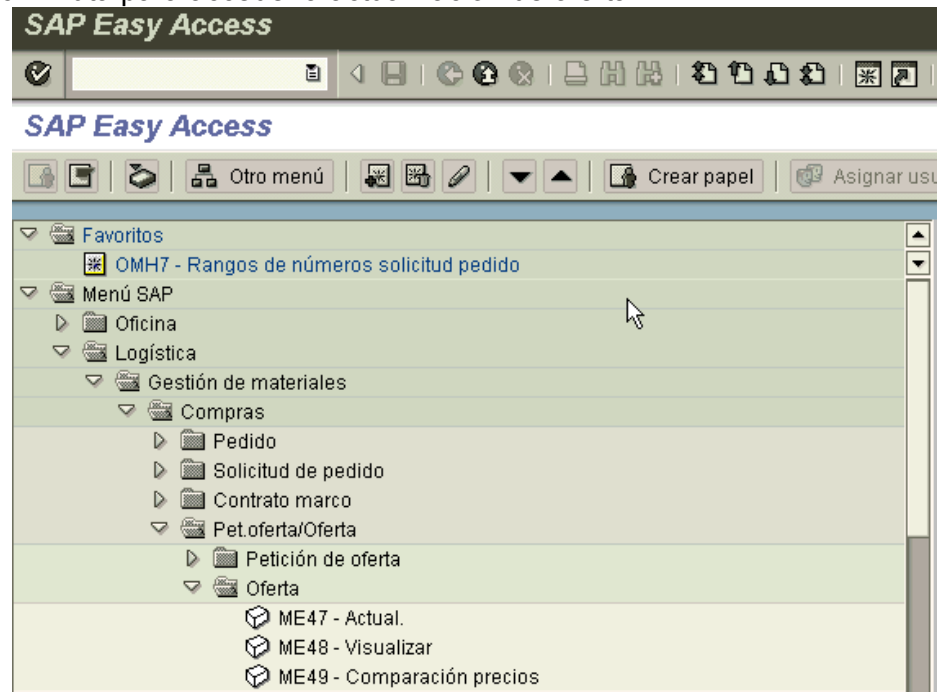 SAP Easy Access
SAP Easy Access
Otro menú Crear papel Asignar usu
Favoritos
OMH7 - Rangos de números solicitud pedido
Menú SAP
Oficina
Logística
Gestión de materiales
Compras
Pedido
Solicitud de pedido
Contrato marco
Pet.oferta/Oferta
Petición de oferta
Oferta
ME47 - Actual.
ME48 - Visualizar
ME49 - Comparación precios